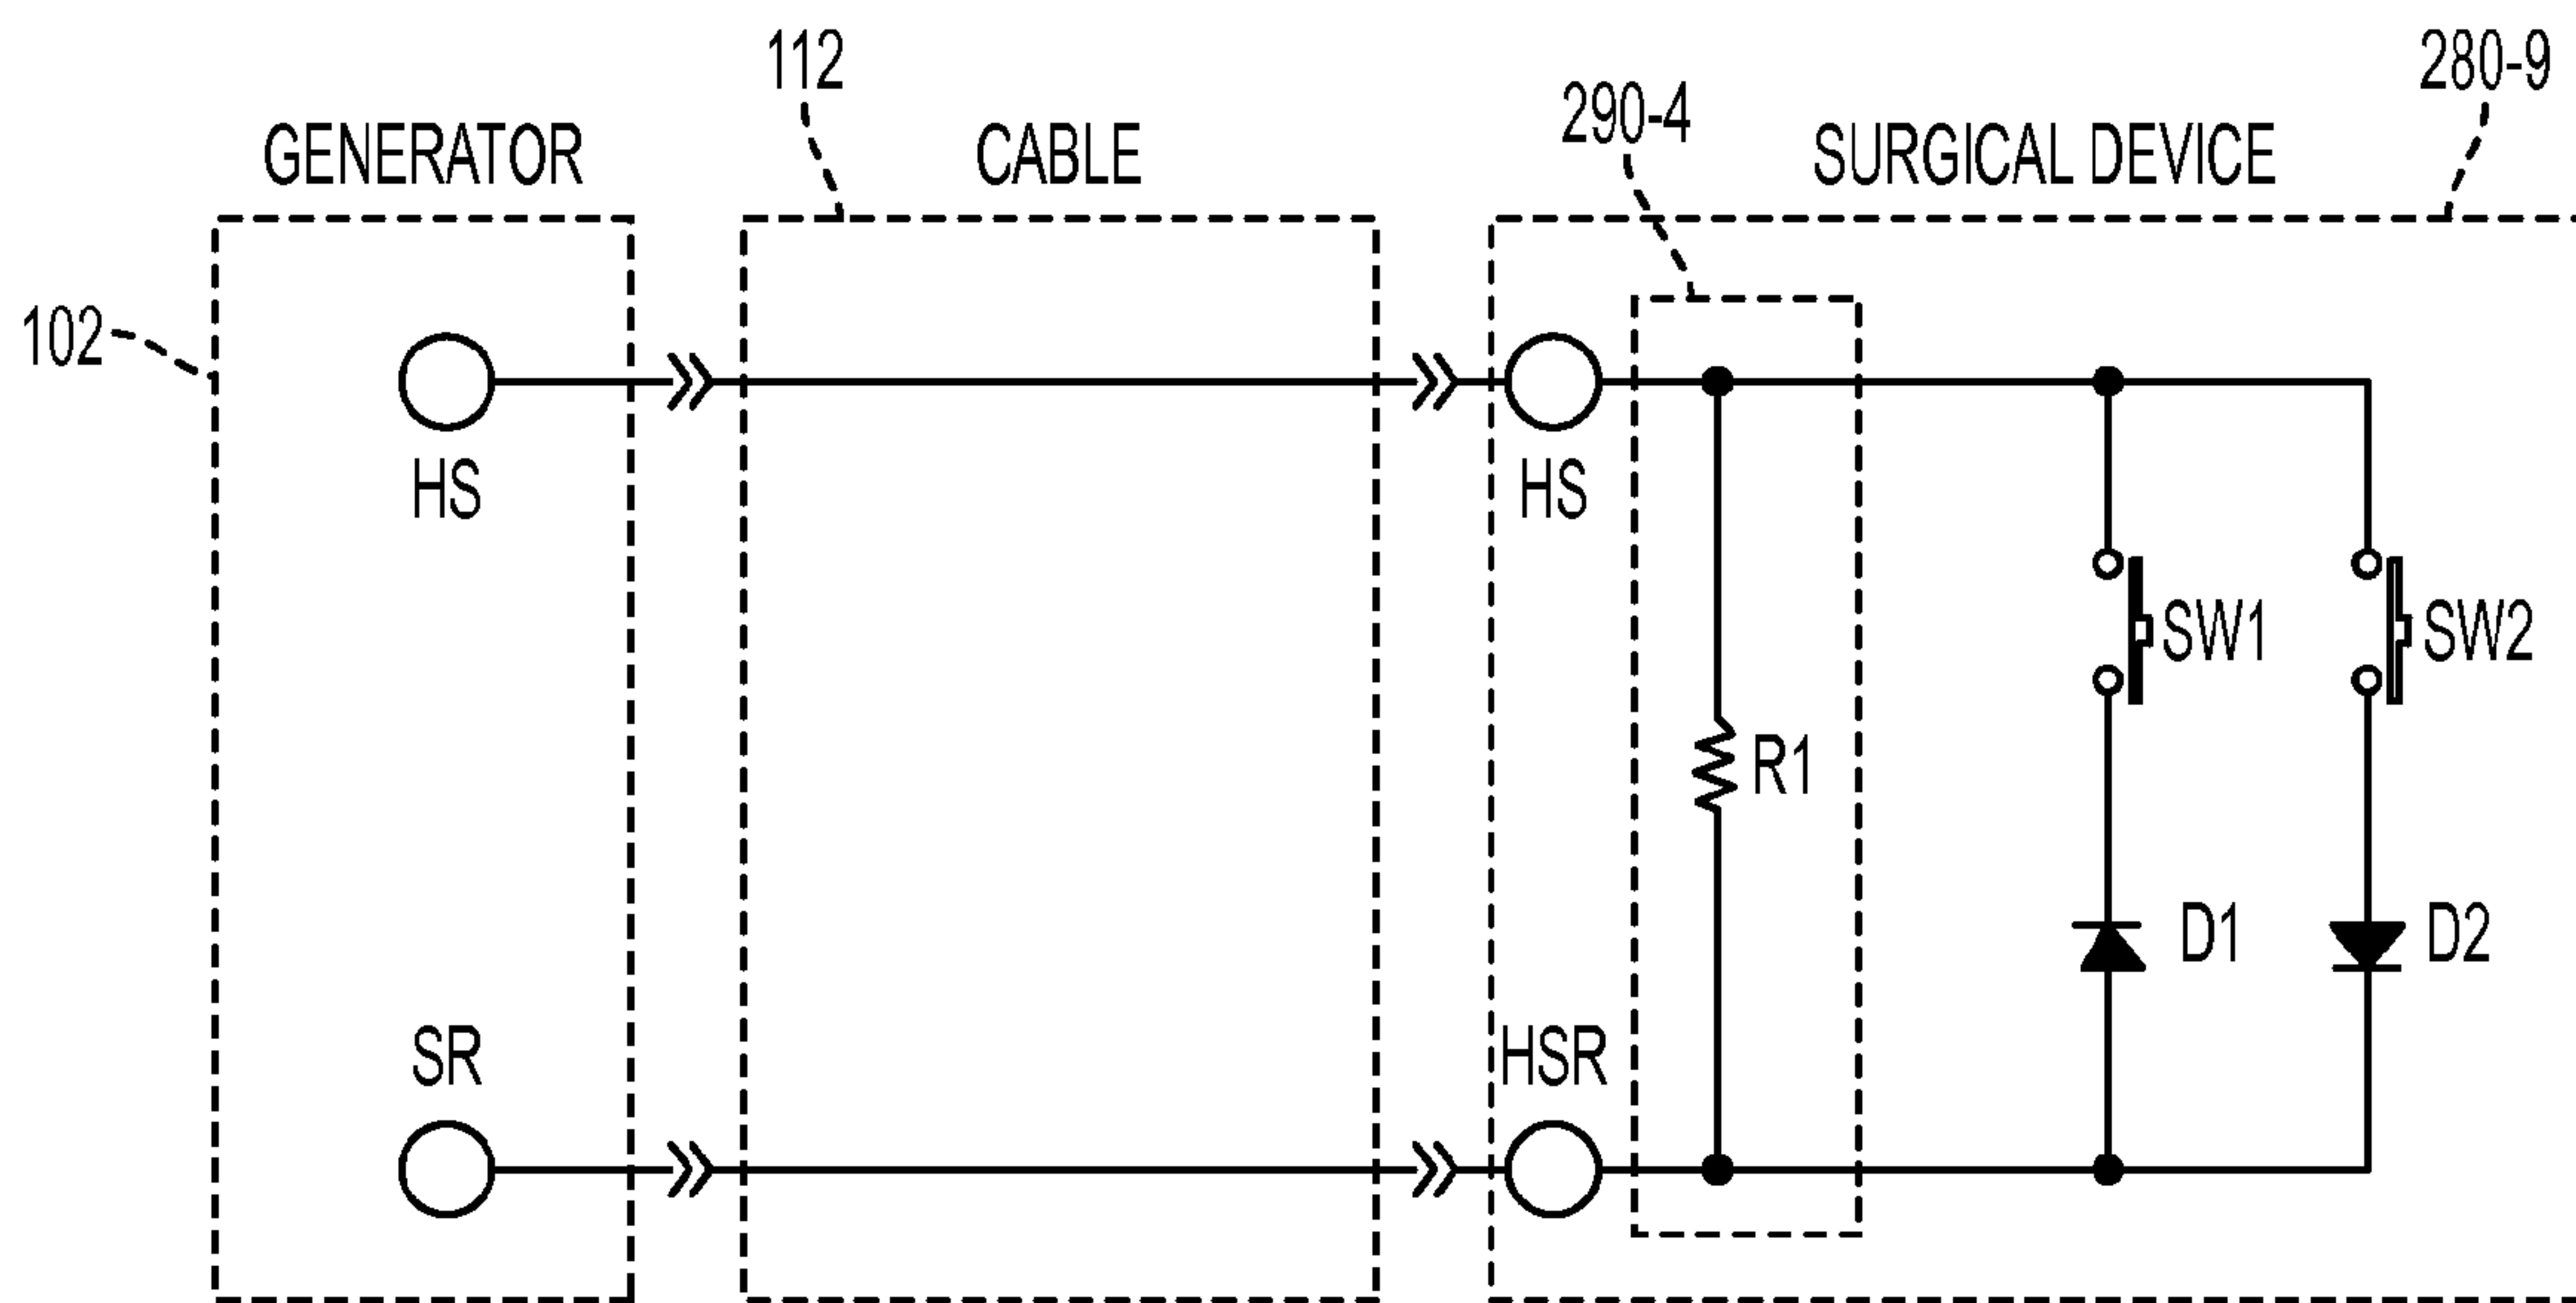 112
280-9
290-4
GENERATOR
CABLE
SURGICAL DEVICE
102
HS
HS
SW1
SW2
R1
D1
D2
SR
HSR